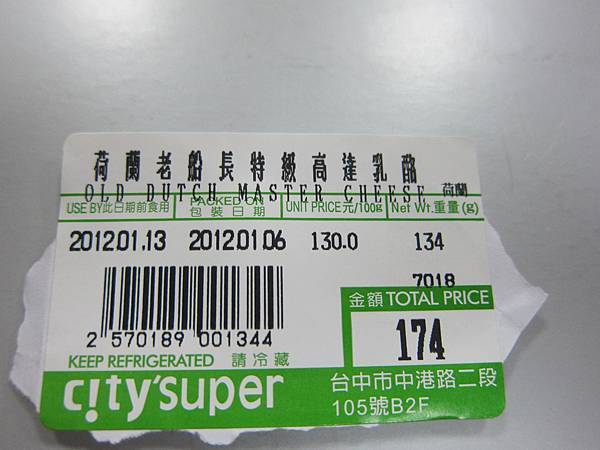 荷蘭老船長特級高達乳酪
OLD DUTCH MASTER CHEESE 荷蘭
USE BY此日期前食用 PACKED ON包裝日期 UNIT PRICE元/100g Net Wt.重量(g)
2012.01.13 2012.01.06 130.0 134
7018
金額 TOTAL PRICE
174
2 570189 001344
KEEP REFRIGERATED 請冷藏
city'super
台中市中港路二段
105號B2F